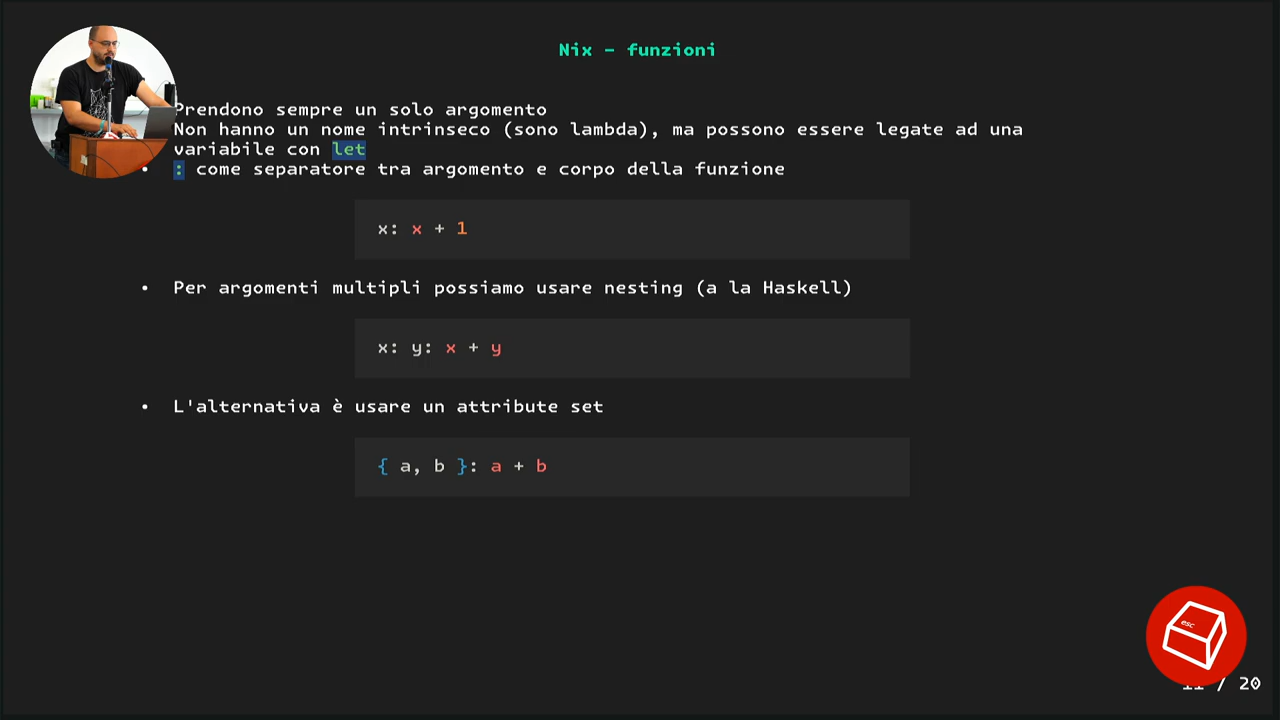 Nix - funzioni
Prendono sempre un solo argomento
Non hanno un nome intrinseco (sono lambda), ma possono essere legate ad una
variabile con let
• : come separatore tra argomento e corpo della funzione
x: x + 1
• Per argomenti multipli possiamo usare nesting (a la Haskell)
x: y: x + y
• L'alternativa è usare un attribute set
{ a, b }: a + b
esc
11 / 20